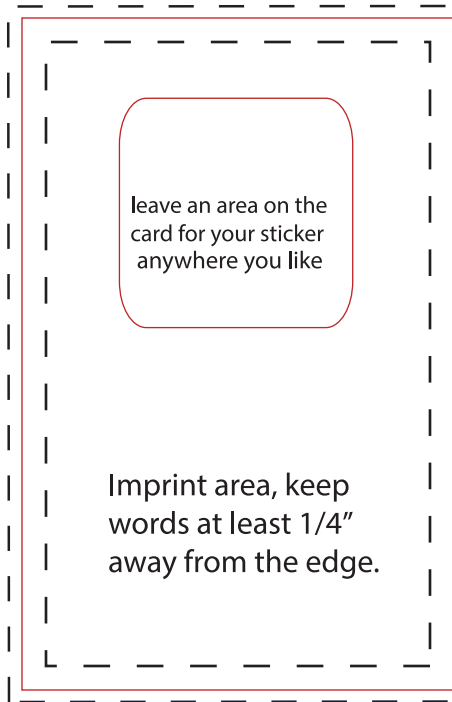 leave an area on the
card for your sticker
anywhere you like
Imprint area, keep
words at least 1/4”
away from the edge.